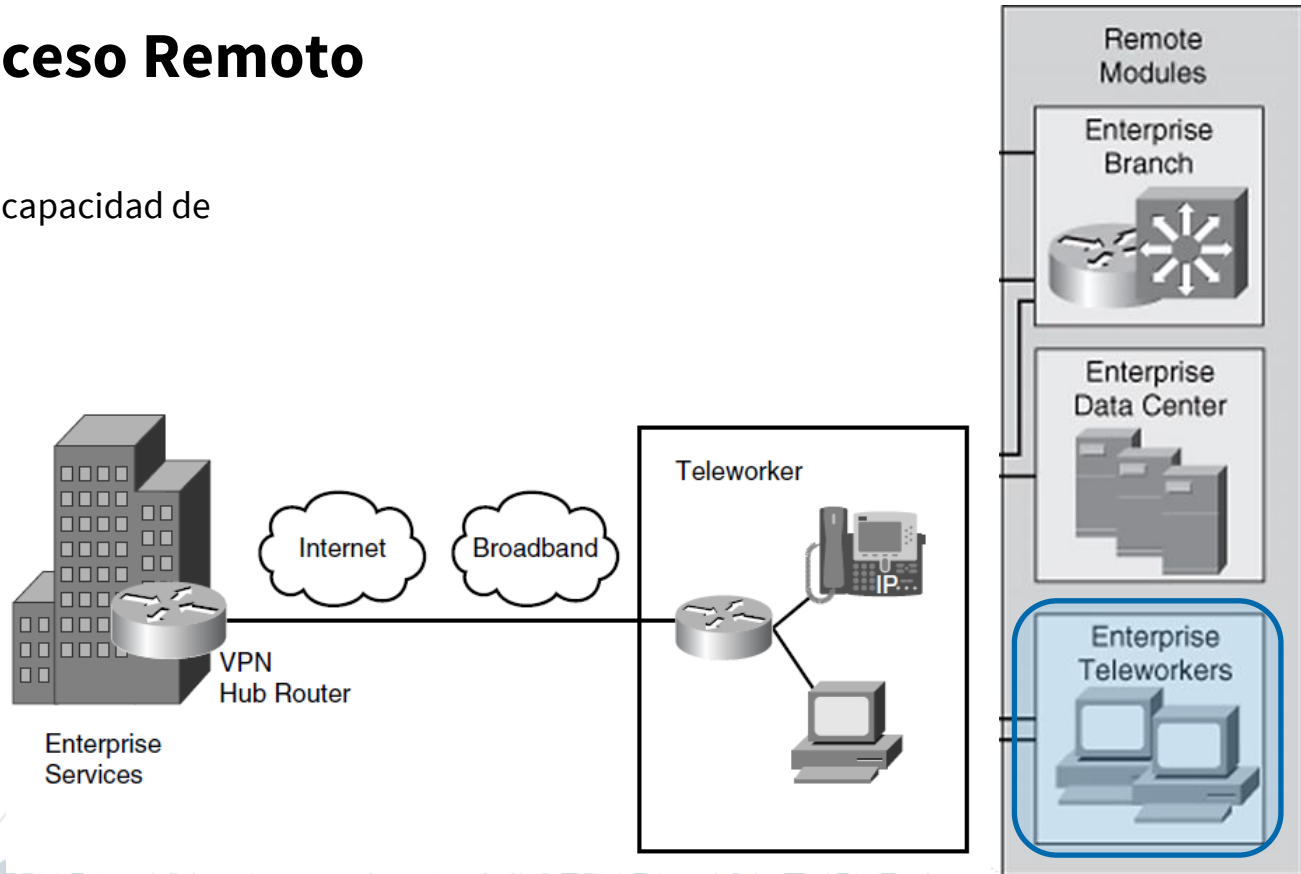 ceso Remoto
capacidad de
Internet
Broadband
Teleworker
IP
VPN
Hub Router
Enterprise
Services
Remote
Modules
Enterprise
Branch
Enterprise
Data Center
Enterprise
Teleworkers